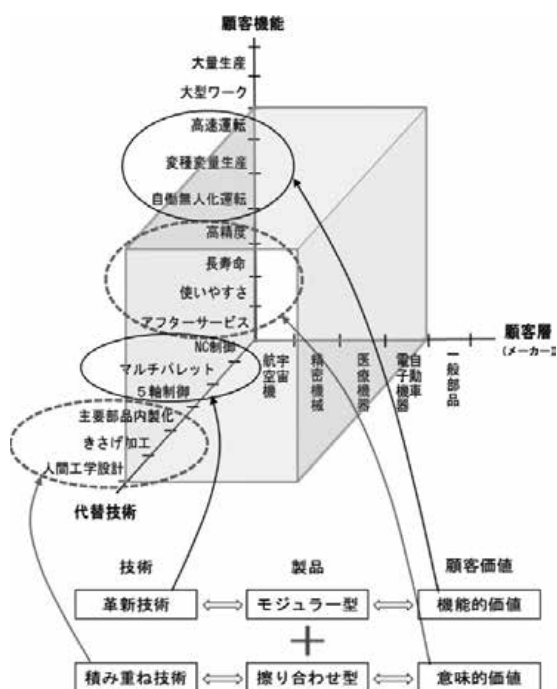 顧客機能
大量生産
大型ワーク
高速運転
変種変量生産
自働無人化運転
高精度
長寿命
使いやすさ
アフターサービス
NC制御
マルチパレット
5軸制御
主要部品内製化
きさげ加工
人間工学設計
代替技術
顧客層
(メーカー)
宇宙
航空機
精密機械
医療機器
自動車
電子機器
一般部品
技術 製品 顧客価値
革新技術 モジュラー型 機能的価値
積み重ね技術 擦り合わせ型 意味的価値